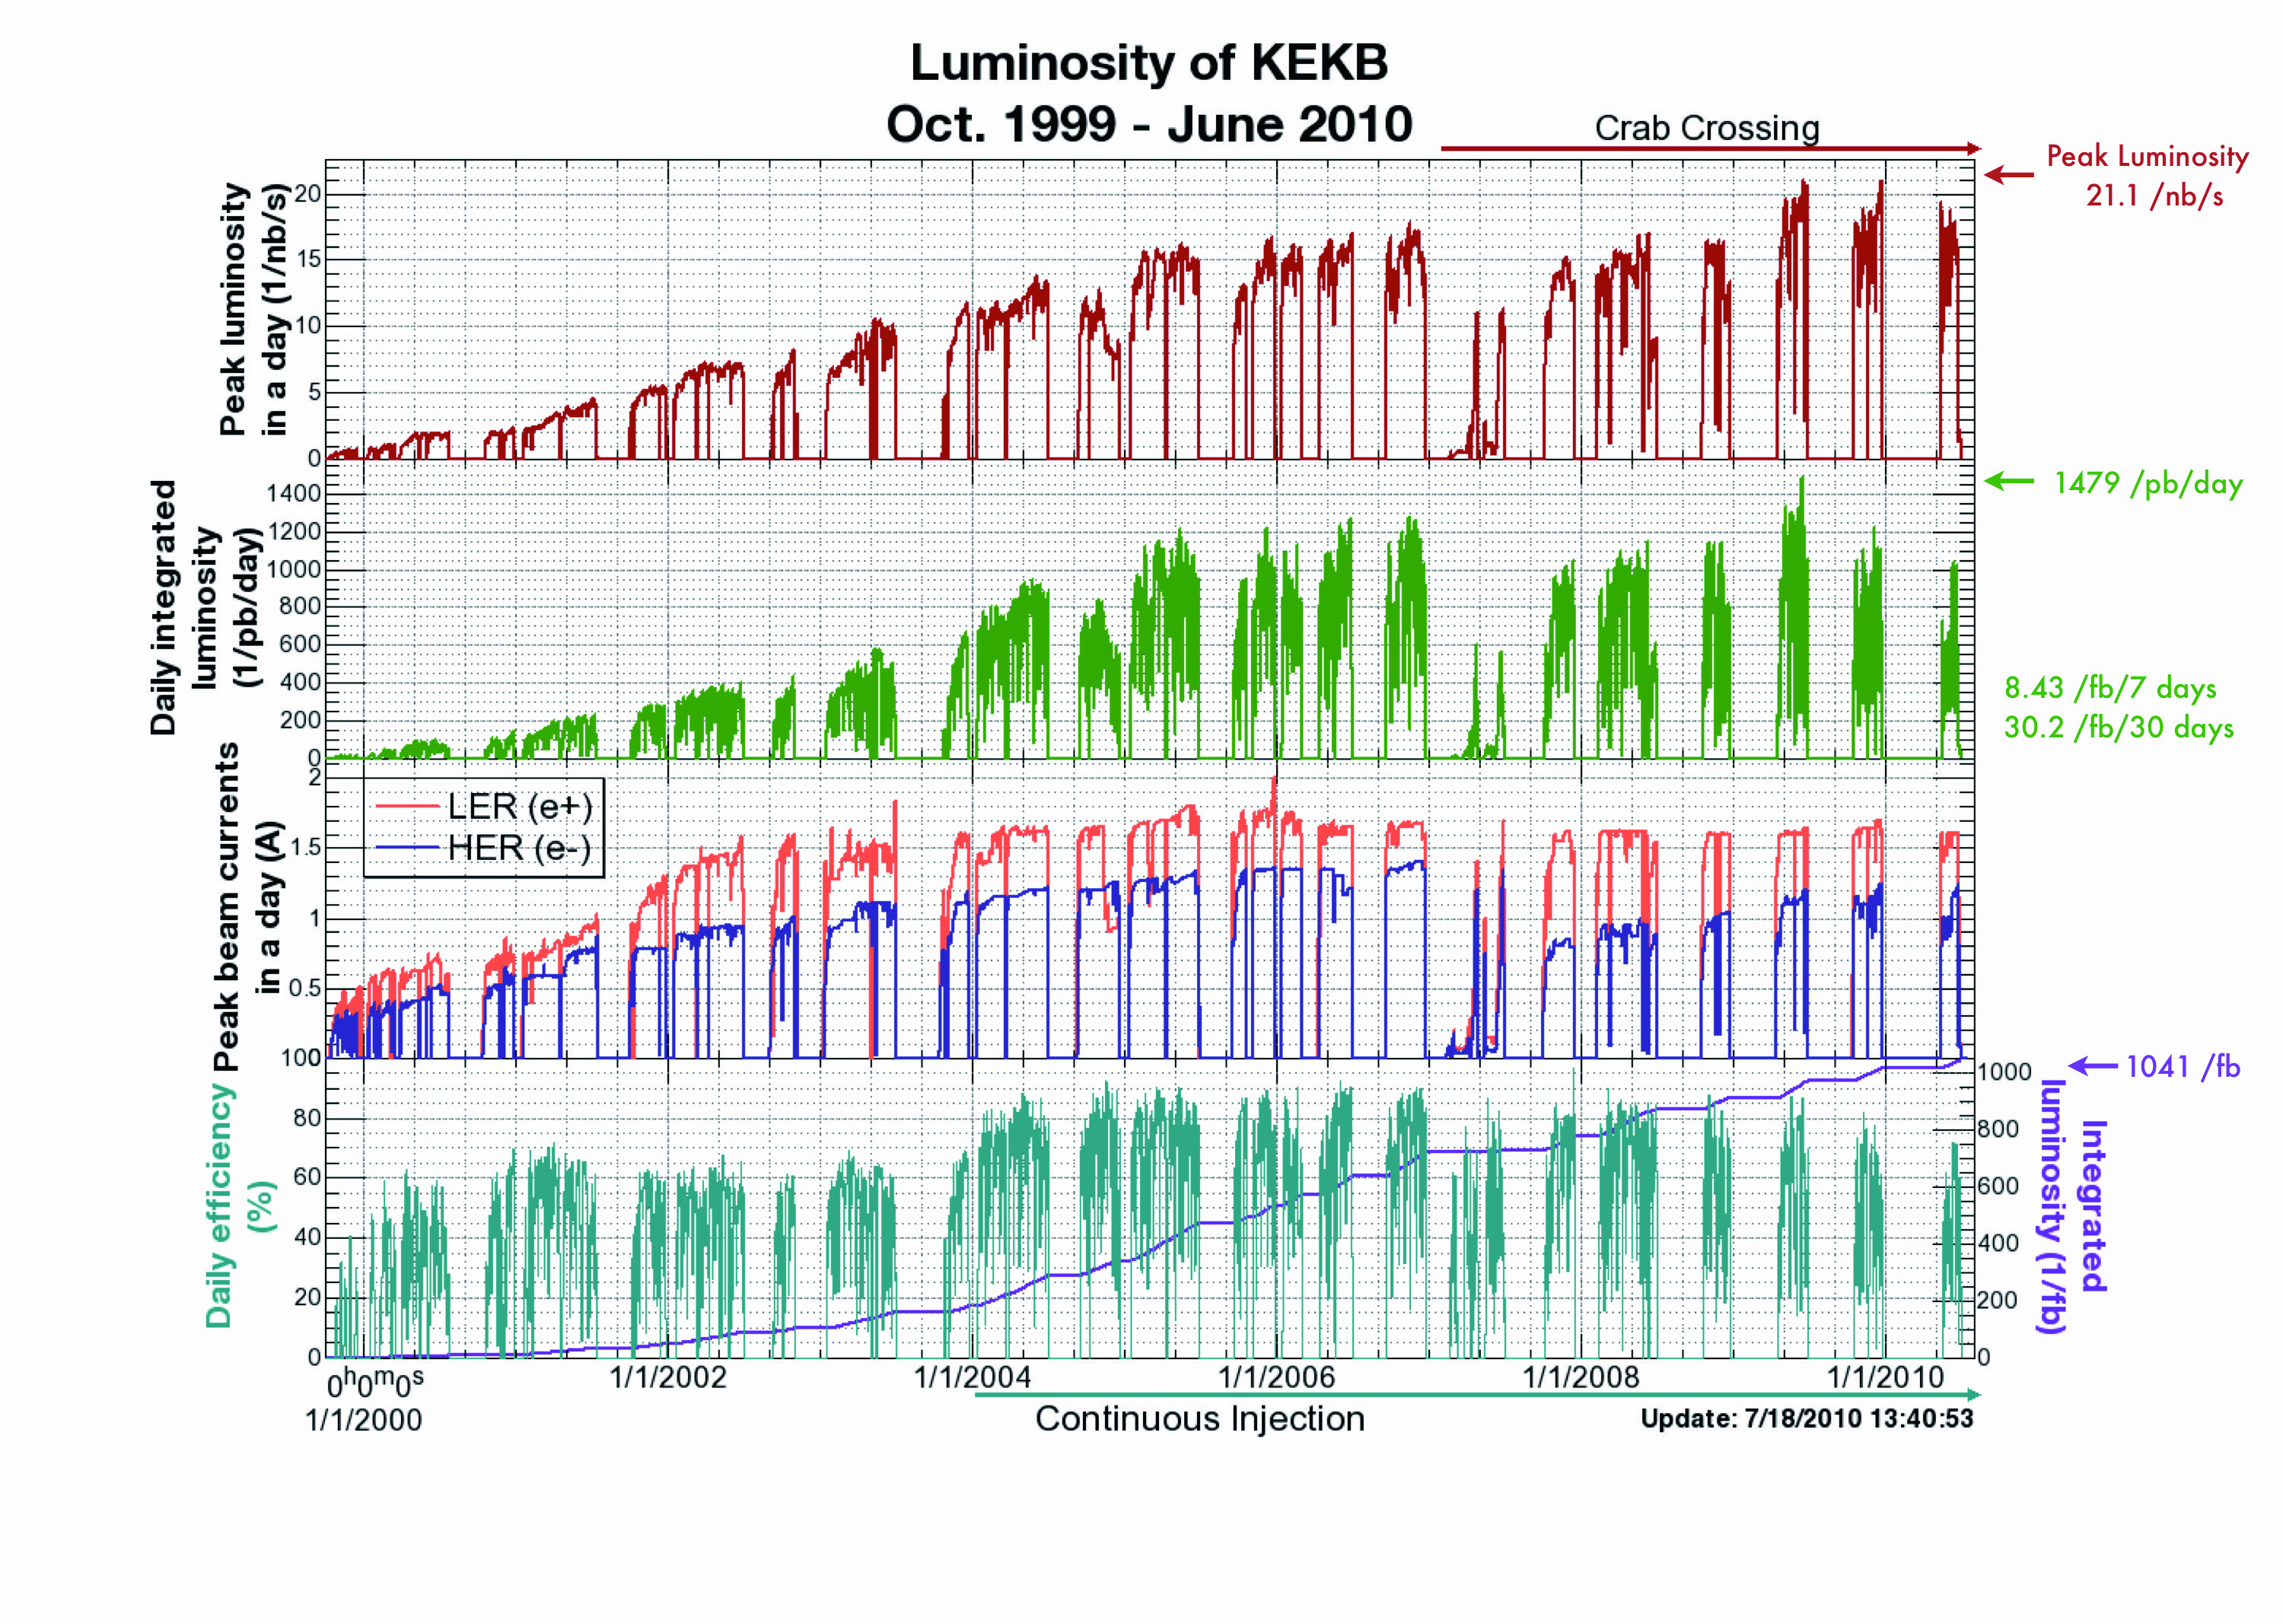 Luminosity of KEKB
Oct. 1999 - June 2010
Crab Crossing
Peak Luminosity
21.1 /nb/s
Peak luminosity
in a day (1/nb/s)
20
15
10
5
0
1479 /pb/day
Daily integrated
luminosity
(1/pb/day)
1400
1200
1000
800
600
400
200
0
8.43 /fb/7 days
30.2 /fb/30 days
Peak beam currents
in a day (A)
2
1.5
1
0.5
LER (e+)
HER (e-)
1041 /fb
Daily efficiency
(%)
100
80
60
40
20
0
1000
800
600
400
200
0
Integrated
luminosity (1/fb)
0h0m0s
1/1/2000
1/1/2002
1/1/2004
1/1/2006
1/1/2008
1/1/2010
Continuous Injection
Update: 7/18/2010 13:40:53